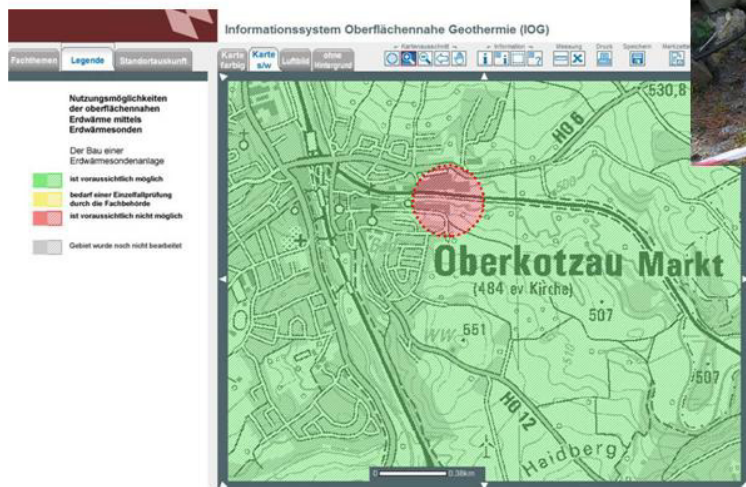 Informationssystem Oberflächennahe Geothermie (IOG)
Fachthemen
Legende
Standortauskunft
Karte farbig
Karte s/w
Luftbild
ohne Hintergrund
Kartenausschnitt
Information
Messung
Druck
Speichern
Nutzungsmöglichkeiten
der oberflächennahen
Erdwärme mittels
Erdwärmesonden
Der Bau einer
Erdwärmesondenanlage
ist voraussichtlich möglich
bedarf einer Einzelfallprüfung
durch die Fachbehörde
ist voraussichtlich nicht möglich
Gebiet wurde noch nicht bearbeitet
530,8
HO 6
Oberkotzau Markt
(484 ev Kirche)
507
WW
551
510
507
HO 12
Haidberg
0 0.38km